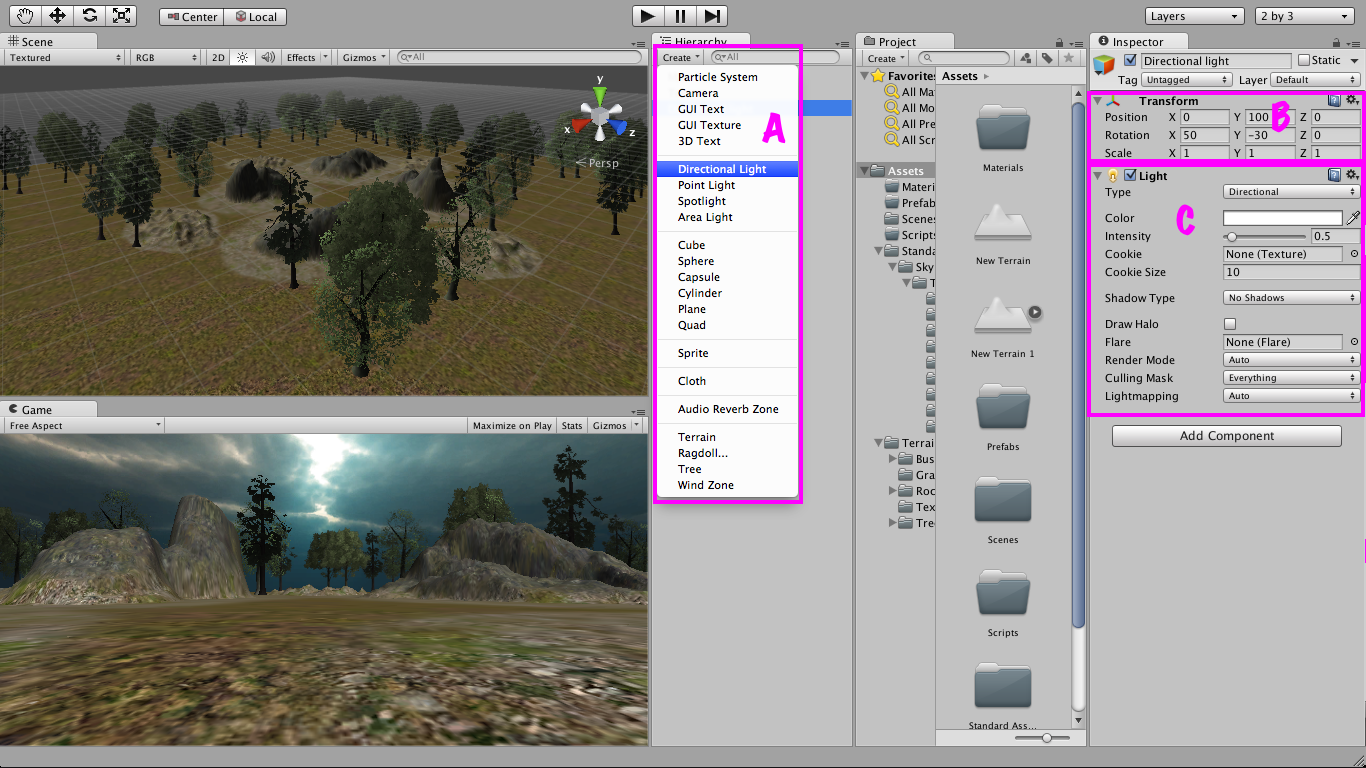 Center Local
Layers 2 by 3
Scene
Textured RGB 2D Effects Gizmos All
y
x
z
Persp
Game
Free Aspect Maximize on Play Stats Gizmos
Hierarchy
Create All
Particle System
Camera
GUI Text
GUI Texture
3D Text
A
Directional Light
Point Light
Spotlight
Area Light
Cube
Sphere
Capsule
Cylinder
Plane
Quad
Sprite
Cloth
Audio Reverb Zone
Terrain
Ragdoll...
Tree
Wind Zone
Project
Create
Favorites
All Ma
All Mo
All Pre
All Scr
Assets
Materi
Prefab
Scenes
Scripts
Standa
Sky
T
Terrai
Bus
Gra
Roc
Tex
Tree
Assets
Materials
New Terrain
New Terrain 1
Prefabs
Scenes
Scripts
Standard Ass...
Inspector
Directional light Static
Tag Untagged Layer Default
Transform
B
Position X 0 Y 100 Z 0
Rotation X 50 Y -30 Z 0
Scale X 1 Y 1 Z 1
Light
Type Directional
C
Color
Intensity 0.5
Cookie None (Texture)
Cookie Size 10
Shadow Type No Shadows
Draw Halo
Flare None (Flare)
Render Mode Auto
Culling Mask Everything
Lightmapping Auto
Add Component